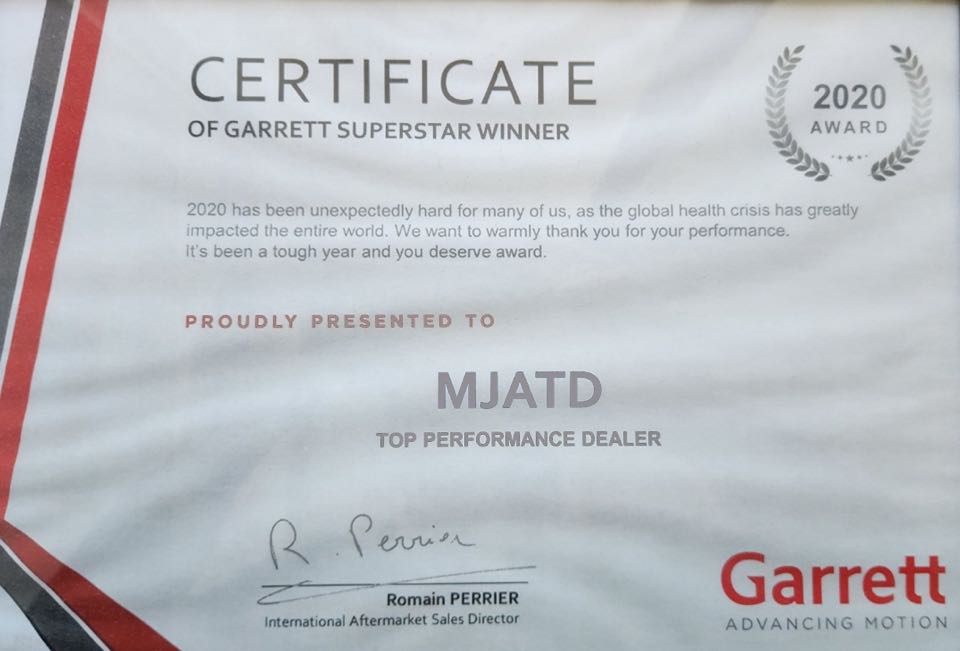 CERTIFICATE
OF GARRETT SUPERSTAR WINNER
2020
AWARD
2020 has been unexpectedly hard for many of us, as the global health crisis has greatly
impacted the entire world. We want to warmly thank you for your performance.
It's been a tough year and you deserve award.
PROUDLY PRESENTED TO
MJATD
TOP PERFORMANCE DEALER
R. Perrier
Romain PERRIER
International Aftermarket Sales Director
Garrett
ADVANCING MOTION